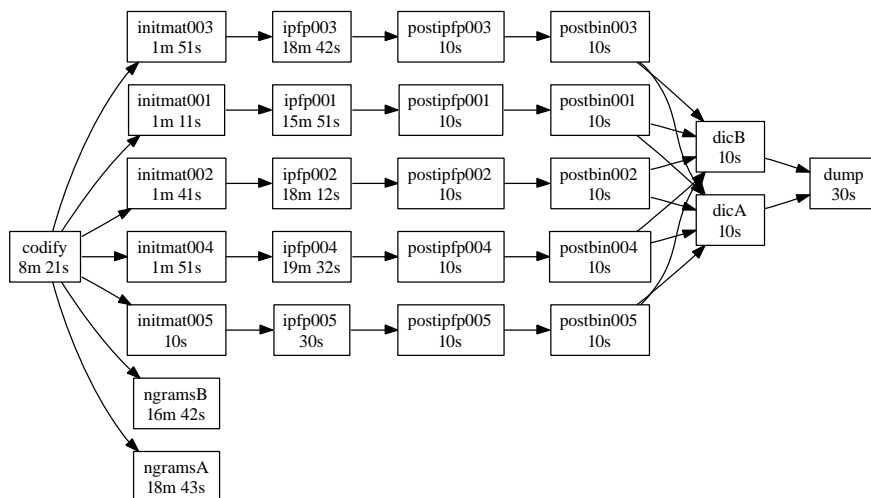 initmat003
1m 51s
ipfp003
18m 42s
postipfp003
10s
postbin003
10s
initmat001
1m 11s
ipfp001
15m 51s
postipfp001
10s
postbin001
10s
dicB
10s
initmat002
1m 41s
ipfp002
18m 12s
postipfp002
10s
postbin002
10s
dump
30s
dicA
10s
codify
8m 21s
initmat004
1m 51s
ipfp004
19m 32s
postipfp004
10s
postbin004
10s
initmat005
10s
ipfp005
30s
postipfp005
10s
postbin005
10s
ngramsB
16m 42s
ngramsA
18m 43s